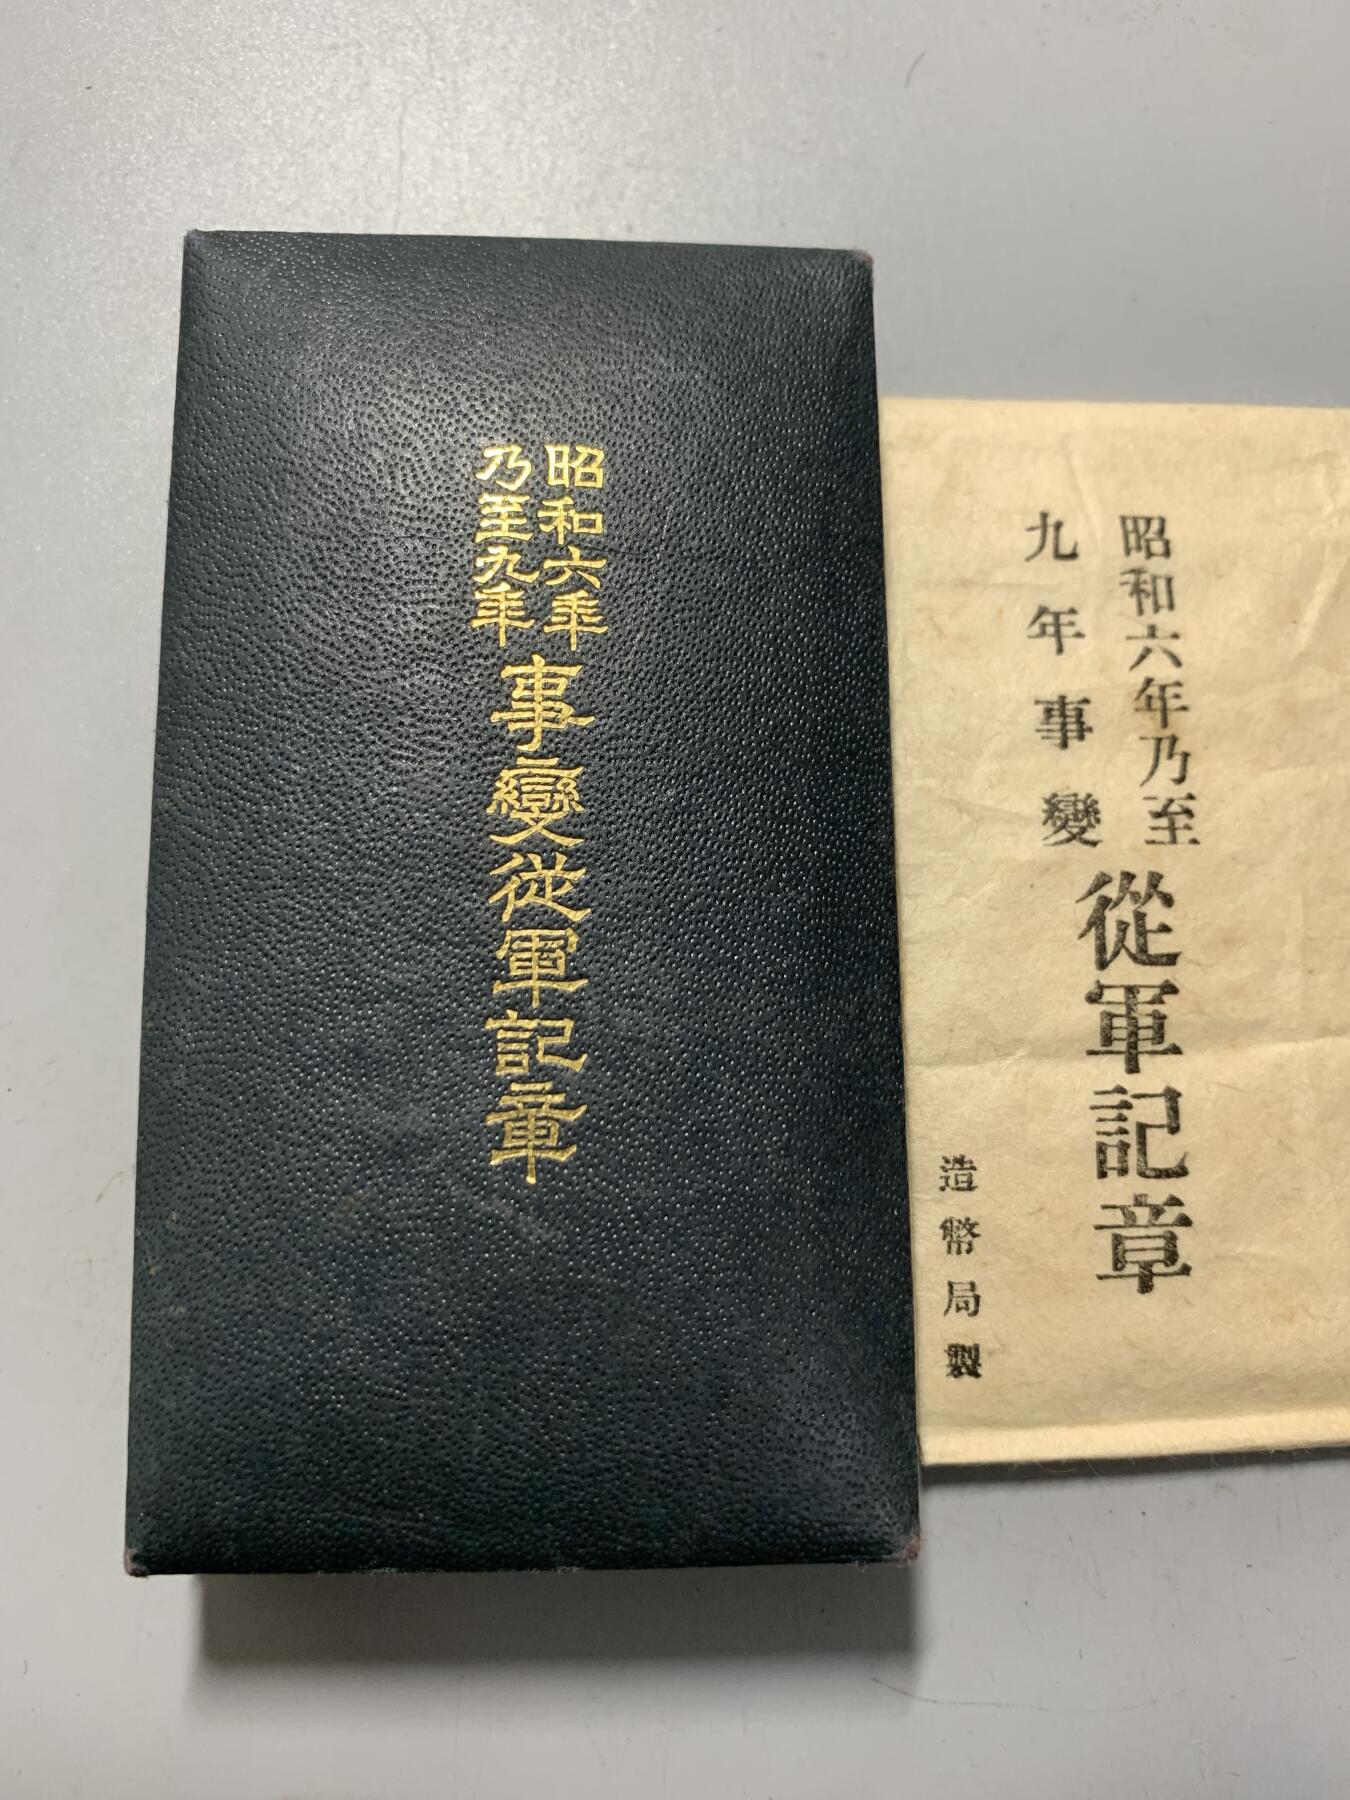 昭和六年
乃至九年
事變從軍記章
昭和六年乃至
九年事變
從軍記章
造幣局製